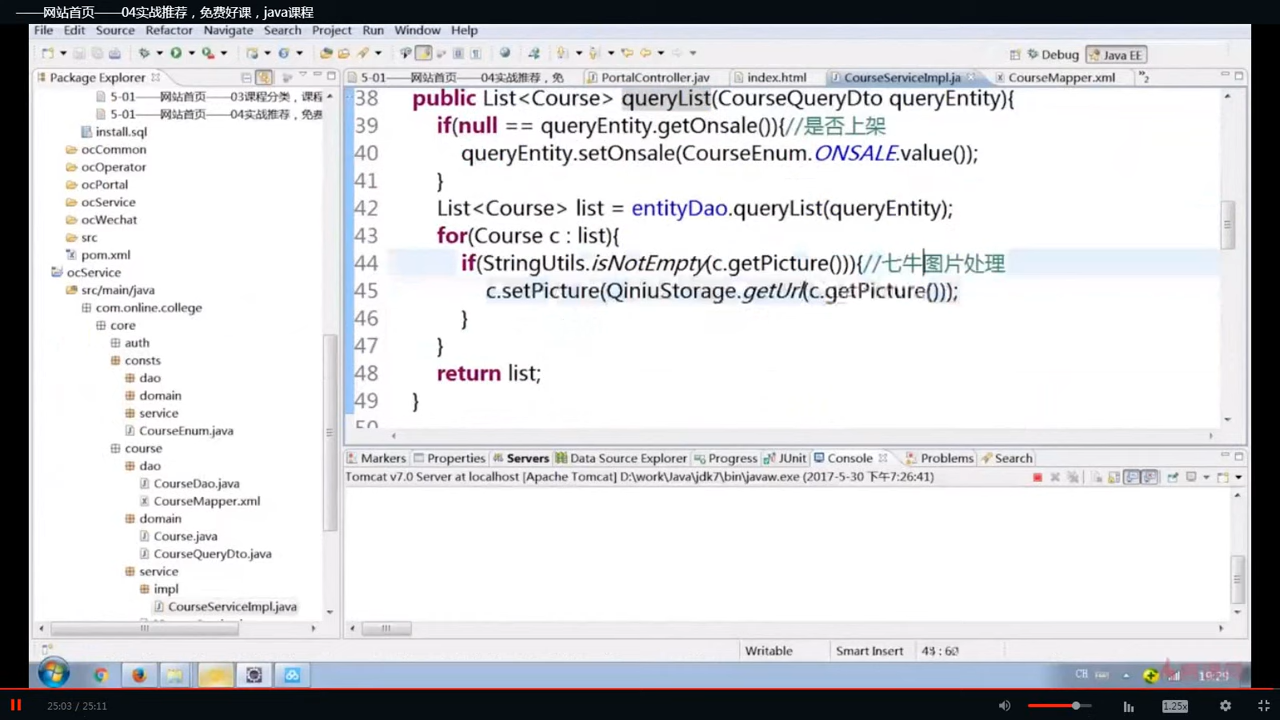 ——网站首页——04实战推荐，免费好课，java课程
File Edit Source Refactor Navigate Search Project Run Window Help
Debug Java EE
Package Explorer
5-01——网站首页——03课程分类，课程
5-01——网站首页——04实战推荐，免费
install.sql
ocCommon
ocOperator
ocPortal
ocService
ocWechat
src
pom.xml
ocService
src/main/java
com.online.college
core
auth
consts
dao
domain
service
CourseEnum.java
course
dao
CourseDao.java
CourseMapper.xml
domain
Course.java
CourseQueryDto.java
service
impl
CourseServiceImpl.java
5-01——网站首页——04实战推荐，免 PortalController.jav index.html CourseServiceImpl.ja CourseMapper.xml »2
38 public List<Course> queryList(CourseQueryDto queryEntity){
39 if(null == queryEntity.getOnsale()){//是否上架
40 queryEntity.setOnsale(CourseEnum.ONSALE.value());
41 }
42 List<Course> list = entityDao.queryList(queryEntity);
43 for(Course c : list){
44 if(StringUtils.isNotEmpty(c.getPicture())){//七牛图片处理
45 c.setPicture(QiniuStorage.getUrl(c.getPicture()));
46 }
47 }
48 return list;
49 }
50
Markers Properties Servers Data Source Explorer Progress JUnit Console Problems Search
Tomcat v7.0 Server at localhost [Apache Tomcat] D:\work\Java\jdk7\bin\javaw.exe (2017-5-30 下午7:26:41)
Writable Smart Insert
CH 19:29
25:03 / 25:11 1.25x